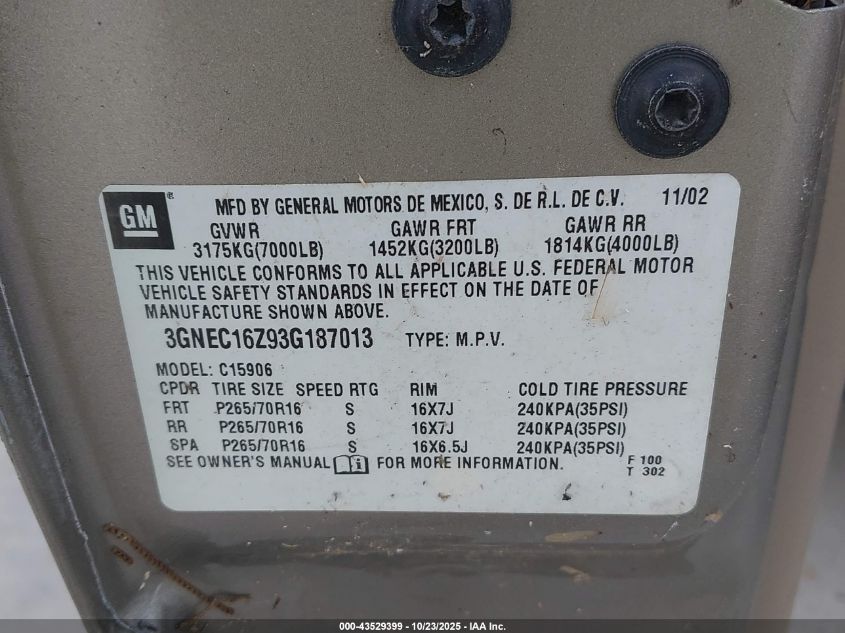 GM ® MFD BY GENERAL MOTORS DE MEXICO, S. DE R.L. DE C.V. 11/02
GVWR GAWR FRT GAWR RR
3175KG(7000LB) 1452KG(3200LB) 1814KG(4000LB)
THIS VEHICLE CONFORMS TO ALL APPLICABLE U.S. FEDERAL MOTOR
VEHICLE SAFETY STANDARDS IN EFFECT ON THE DATE OF
MANUFACTURE SHOWN ABOVE.
3GNEC16Z93G187013 TYPE: M.P.V.
MODEL: C15906
CPDR TIRE SIZE SPEED RTG RIM COLD TIRE PRESSURE
FRT P265/70R16 S 16X7J 240KPA(35PSI)
RR P265/70R16 S 16X7J 240KPA(35PSI)
SPA P265/70R16 S 16X6.5J 240KPA(35PSI)
SEE OWNER'S MANUAL i FOR MORE INFORMATION. F 100
T 302
000-43529399 | 10/23/2025 | IAA Inc.